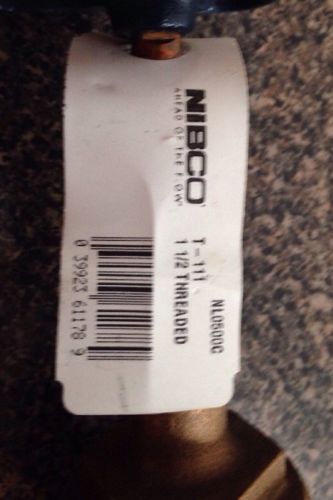 NIBCO
AHEAD OF THE FLOW
NL0500C
T-111
1 1/2 THREADED
0 39923 61178 9